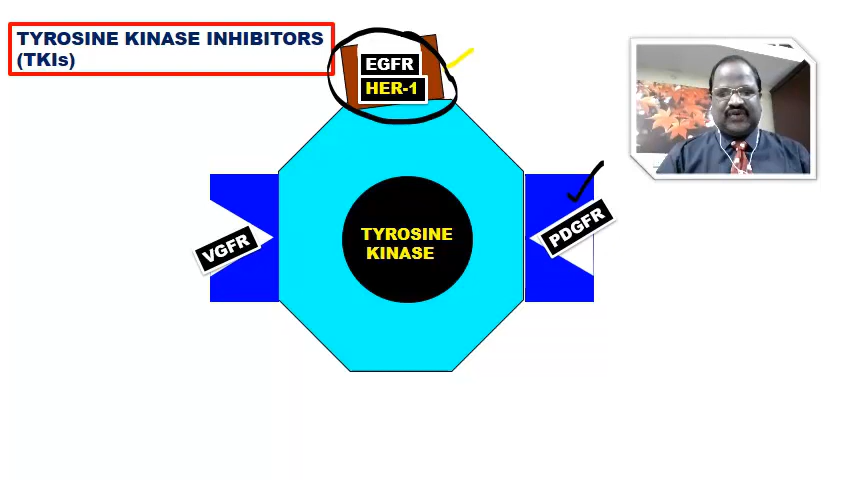 TYROSINE KINASE INHIBITORS
(TKIs)
EGFR
HER-1
VGFR
PDGFR
TYROSINE
KINASE